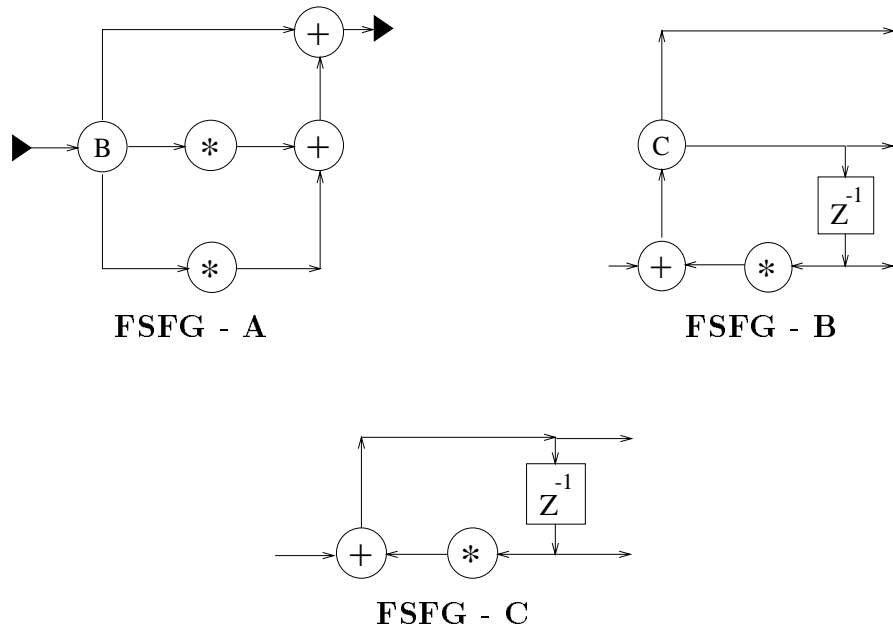 +
B
*
+
*
FSFG - A
C
Z^-1
+
*
FSFG - B
Z^-1
+
*
FSFG - C